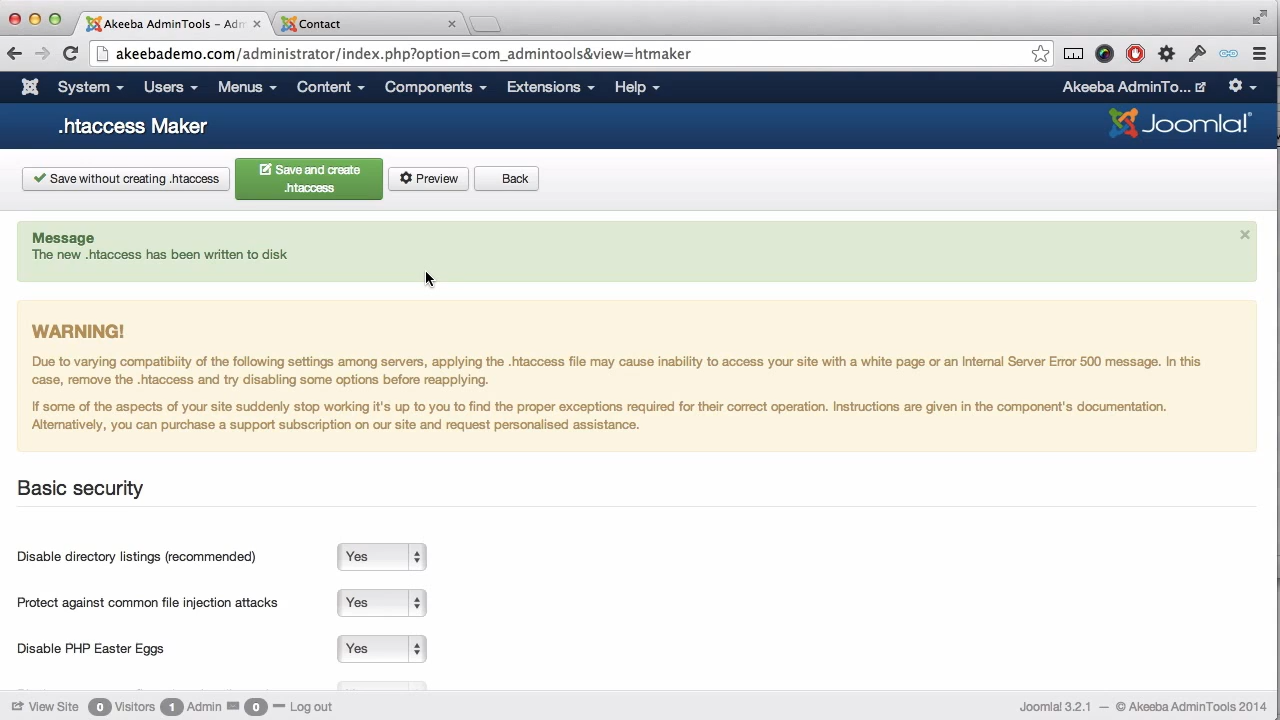 Akeeba AdminTools - Adm
Contact
akeebademo.com/administrator/index.php?option=com_admintools&view=htmaker
System Users Menus Content Components Extensions Help Akeeba AdminTo...
.htaccess Maker
Joomla!®
Save without creating .htaccess
Save and create
.htaccess
Preview
Back
Message
The new .htaccess has been written to disk
×
WARNING!
Due to varying compatibiity of the following settings among servers, applying the .htaccess file may cause inability to access your site with a white page or an Internal Server Error 500 message. In this
case, remove the .htaccess and try disabling some options before reapplying.
If some of the aspects of your site suddenly stop working it's up to you to find the proper exceptions required for their correct operation. Instructions are given in the component's documentation.
Alternatively, you can purchase a support subscription on our site and request personalised assistance.
Basic security
Disable directory listings (recommended) Yes
Protect against common file injection attacks Yes
Disable PHP Easter Eggs Yes
View Site 0 Visitors 1 Admin 0 Log out
Joomla! 3.2.1 — © Akeeba AdminTools 2014